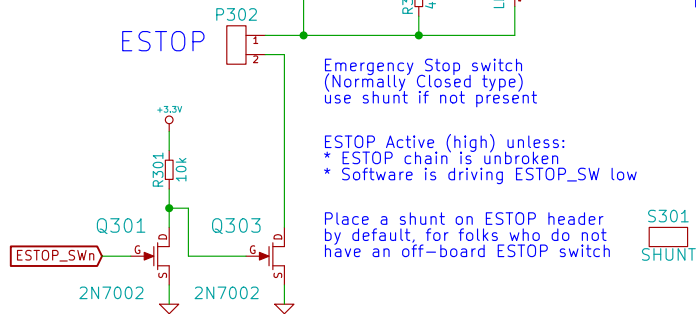 P302
R3
4
LI
ESTOP
1
2
Emergency Stop switch
(Normally Closed type)
use shunt if not present
+3.3V
R301
10k
ESTOP Active (high) unless:
* ESTOP chain is unbroken
* Software is driving ESTOP_SW low
Q301
Q303
Place a shunt on ESTOP header
by default, for folks who do not
have an off-board ESTOP switch
S301
SHUNT
ESTOP_SWn
G
D
S
G
D
S
2N7002
2N7002